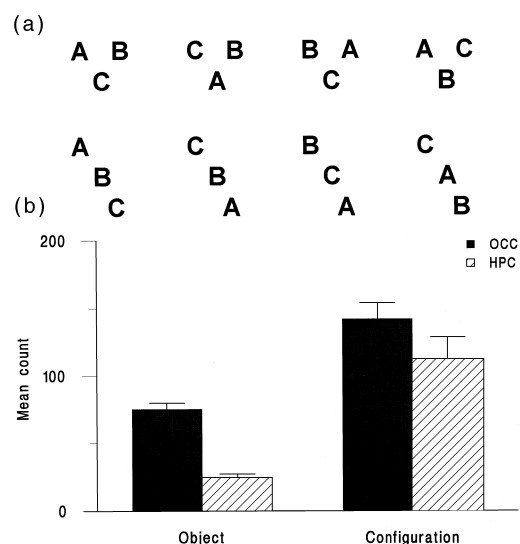 (a)
A B C B B A A C
C A C B
A C B C
B B C A
(b)
C A A B
200
OCC
HPC
100
Mean count
0
Object Configuration